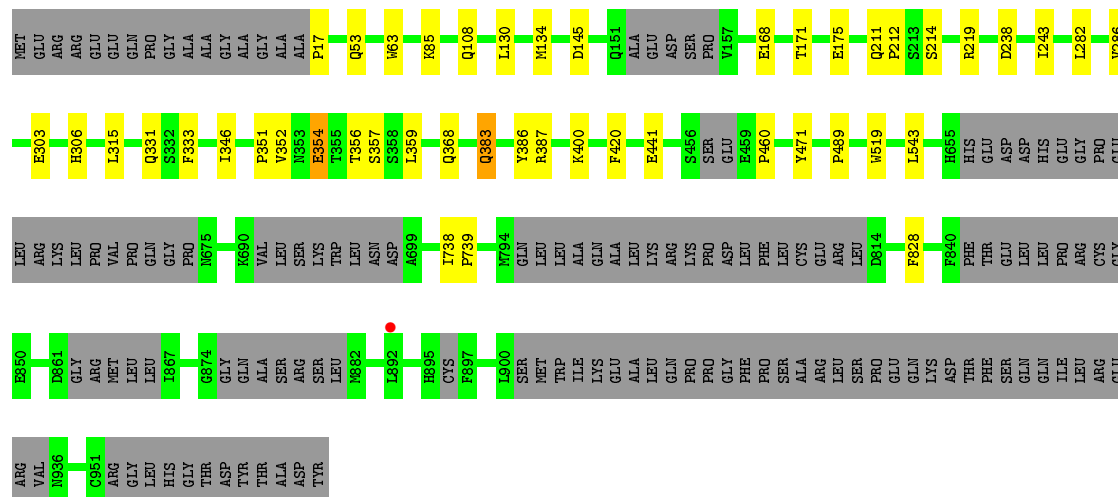 MET GLU ARG ARG GLU GLU GLN PRO GLY ALA ALA GLY ALA GLY ALA ALA P17 Q53 W63 K85 Q108 L130 M134 D145 Q151 ALA GLU ASP SER PRO V157 E168 T171 E175 Q211 P212 S213 S214 R219 D238 I243 L282
E303 H306 L315 Q331 S332 F333 I346 P351 V352 N353 E354 T355 T356 S357 S358 L359 Q368 Q383 Y386 R387 K400 F420 E441 S456 SER GLU E459 P460 Y471 P489 W519 L543 H655 HIS GLU ASP ASP HIS GLU GLY PRO
LEU ARG LYS LEU PRO VAL PRO GLN GLY PRO N675 K690 VAL LEU SER LYS TRP LEU ASN ASP A699 I738 P739 M794 GLN LEU LEU ALA GLN ALA LEU LYS ARG LYS PRO ASP LEU PHE LEU CYS GLU ARG LEU D814 F828 F840 PHE THR GLU LEU LEU PRO ARG CYS
E850 D861 GLY ARG MET LEU LEU I867 G874 GLY GLN ALA SER ARG SER LEU M882 L892 H895 CYS F897 L900 SER MET TRP ILE LYS GLU ALA LEU GLN PRO PRO GLY PHE PRO SER ALA ARG LEU SER PRO GLU GLN LYS ASP THR PHE SER GLN GLN ILE LEU ARG
ARG VAL N936 C951 ARG GLY LEU HIS GLY THR ASP TYR THR ALA ASP TYR